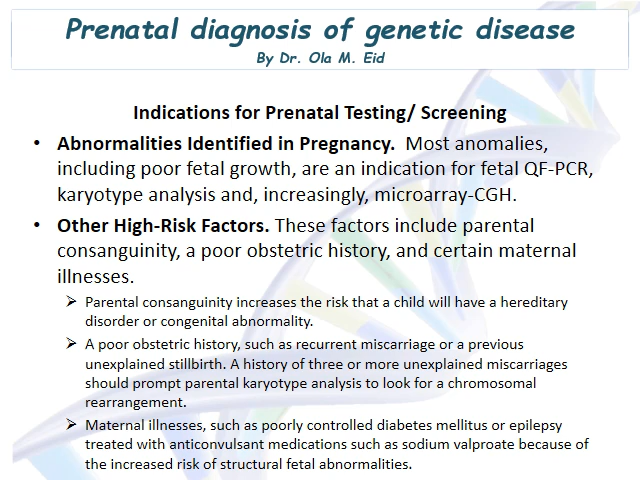 Prenatal diagnosis of genetic disease
By Dr. Ola M. Eid
Indications for Prenatal Testing/ Screening
• Abnormalities Identified in Pregnancy. Most anomalies,
including poor fetal growth, are an indication for fetal QF-PCR,
karyotype analysis and, increasingly, microarray-CGH.
• Other High-Risk Factors. These factors include parental
consanguinity, a poor obstetric history, and certain maternal
illnesses.
➢ Parental consanguinity increases the risk that a child will have a hereditary
disorder or congenital abnormality.
➢ A poor obstetric history, such as recurrent miscarriage or a previous
unexplained stillbirth. A history of three or more unexplained miscarriages
should prompt parental karyotype analysis to look for a chromosomal
rearrangement.
➢ Maternal illnesses, such as poorly controlled diabetes mellitus or epilepsy
treated with anticonvulsant medications such as sodium valproate because of
the increased risk of structural fetal abnormalities.